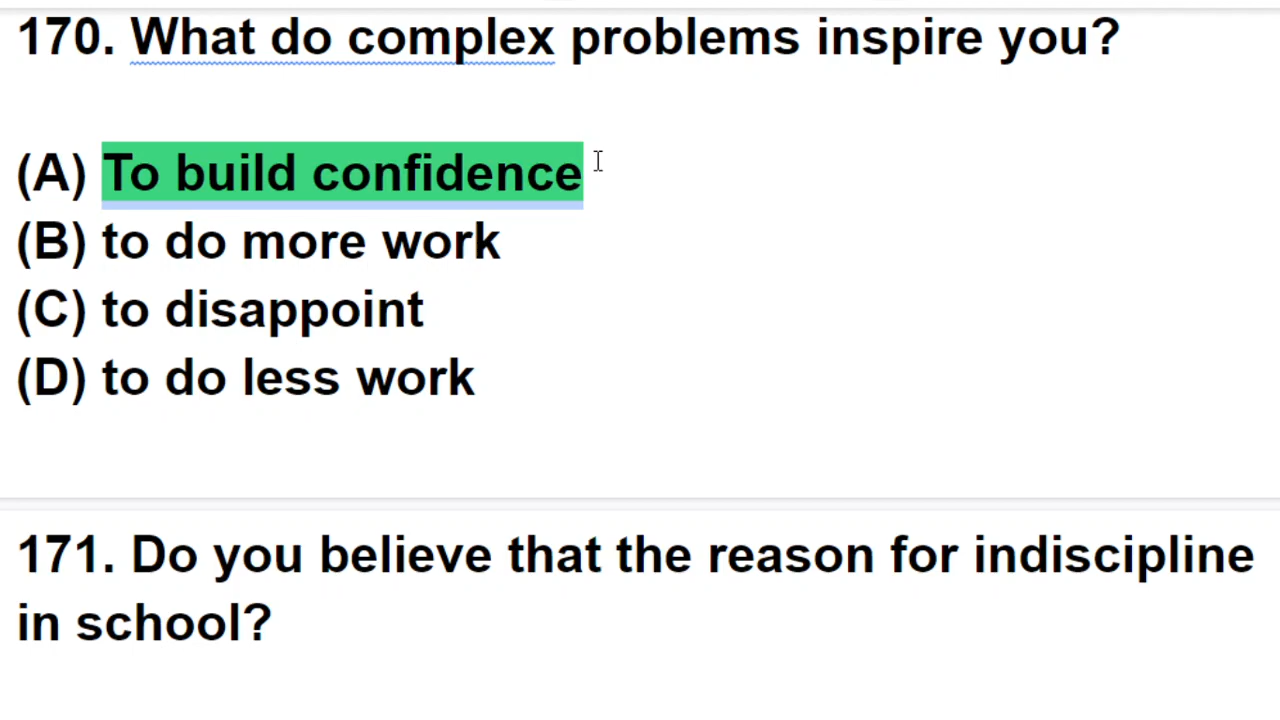 170. What do complex problems inspire you?
(A) To build confidence
(B) to do more work
(C) to disappoint
(D) to do less work
171. Do you believe that the reason for indiscipline
in school?